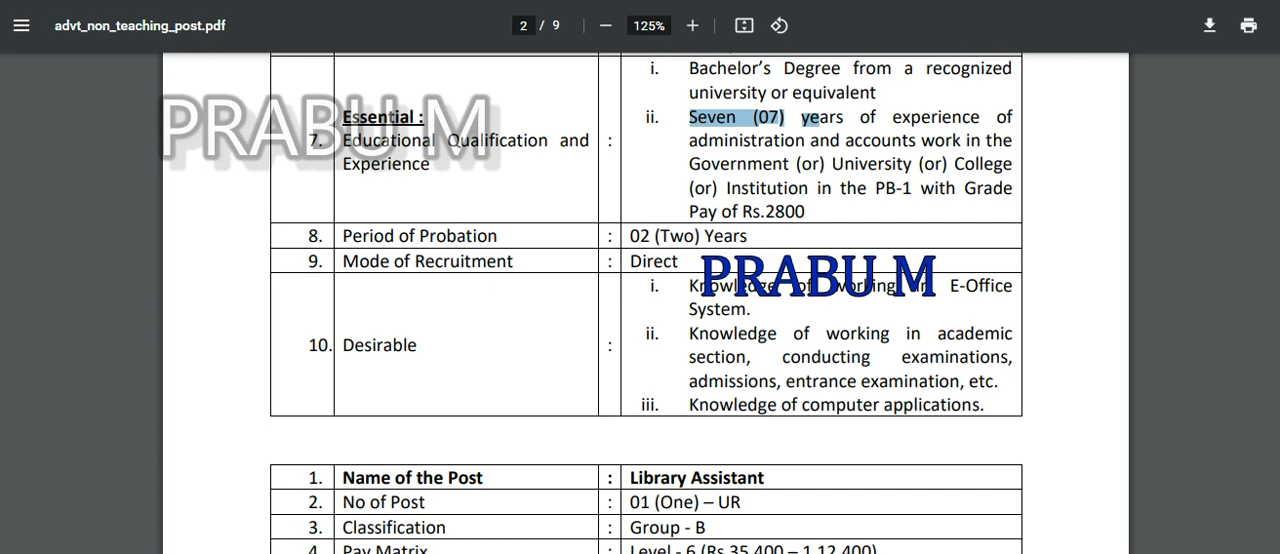 advt_non_teaching_post.pdf
2 / 9
125%
i. Bachelor's Degree from a recognized
university or equivalent
PRABU M
Essential :
7. Educational Qualification and
Experience
:
ii. Seven (07) years of experience of
administration and accounts work in the
Government (or) University (or) College
(or) Institution in the PB-1 with Grade
Pay of Rs.2800
8. Period of Probation : 02 (Two) Years
9. Mode of Recruitment : Direct
PRABU M
10. Desirable :
i. Knowledge of working in E-Office
System.
ii. Knowledge of working in academic
section, conducting examinations,
admissions, entrance examination, etc.
iii. Knowledge of computer applications.
1. Name of the Post : Library Assistant
2. No of Post : 01 (One) – UR
3. Classification : Group - B
4. Pay Matrix : Level - 6 (Rs.35,400 – 1,12,400)